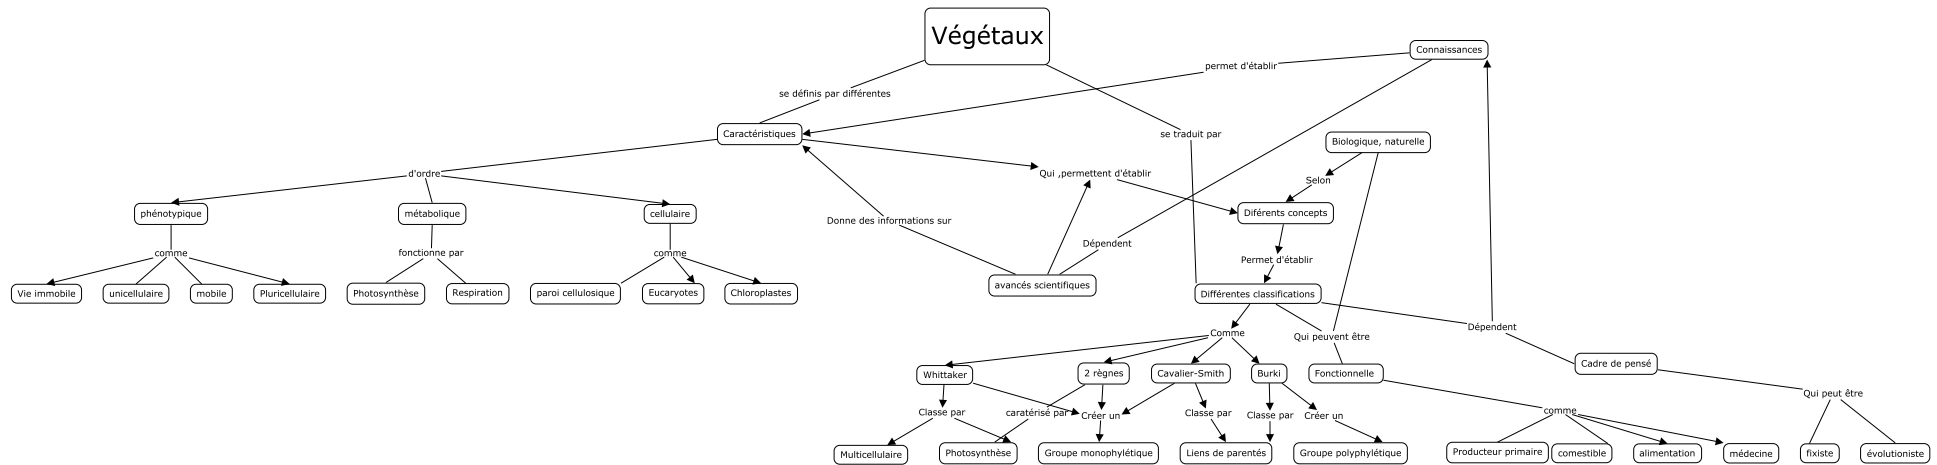 Végétaux
Connaissances
permet d'établir
se définis par différentes
Caractéristiques
se traduit par
Biologique, naturelle
d'ordre
Qui ,permettent d'établir
Selon
phénotypique
métabolique
cellulaire
Diférents concepts
Donne des informations sur
Dépendent
comme
fonctionne par
comme
Permet d'établir
Vie immobile
unicellulaire
mobile
Pluricellulaire
Photosynthèse
Respiration
paroi cellulosique
Eucaryotes
Chloroplastes
avancés scientifiques
Différentes classifications
Comme
Qui peuvent être
Dépendent
Cadre de pensé
Whittaker
2 règnes
Cavalier-Smith
Burki
Fonctionnelle
Qui peut être
Classe par
caratérisé par
Créer un
Classe par
Classe par
Créer un
comme
Multicellulaire
Photosynthèse
Groupe monophylétique
Liens de parentés
Groupe polyphylétique
Producteur primaire
comestible
alimentation
médecine
fixiste
évolutioniste